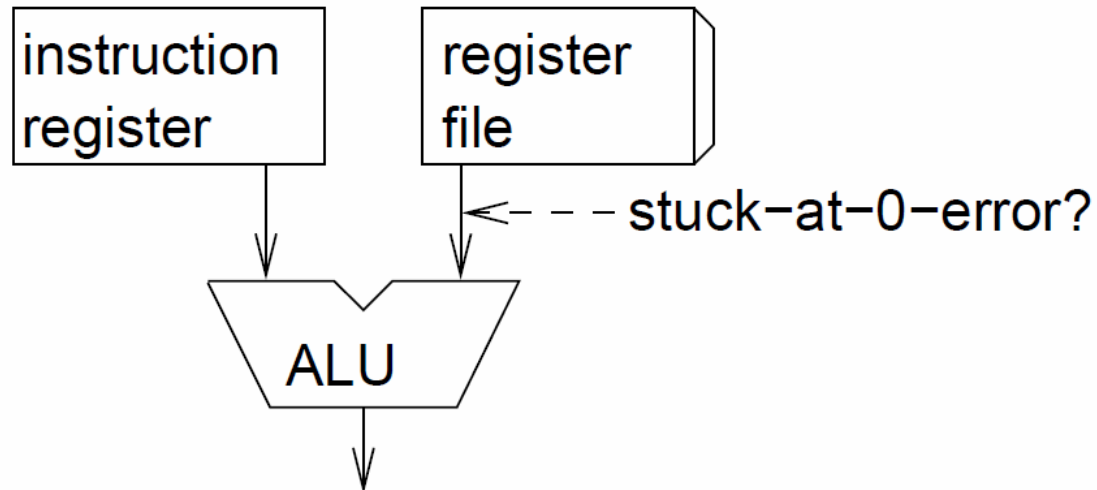 instruction
register
register
file
stuck−at−0−error?
ALU